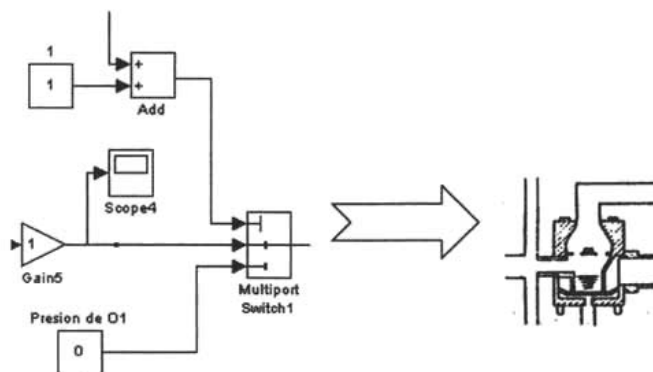 1
1
+
+
Add
Scope4
1
Gain5
Multiport
Switch1
Presion de O1
0